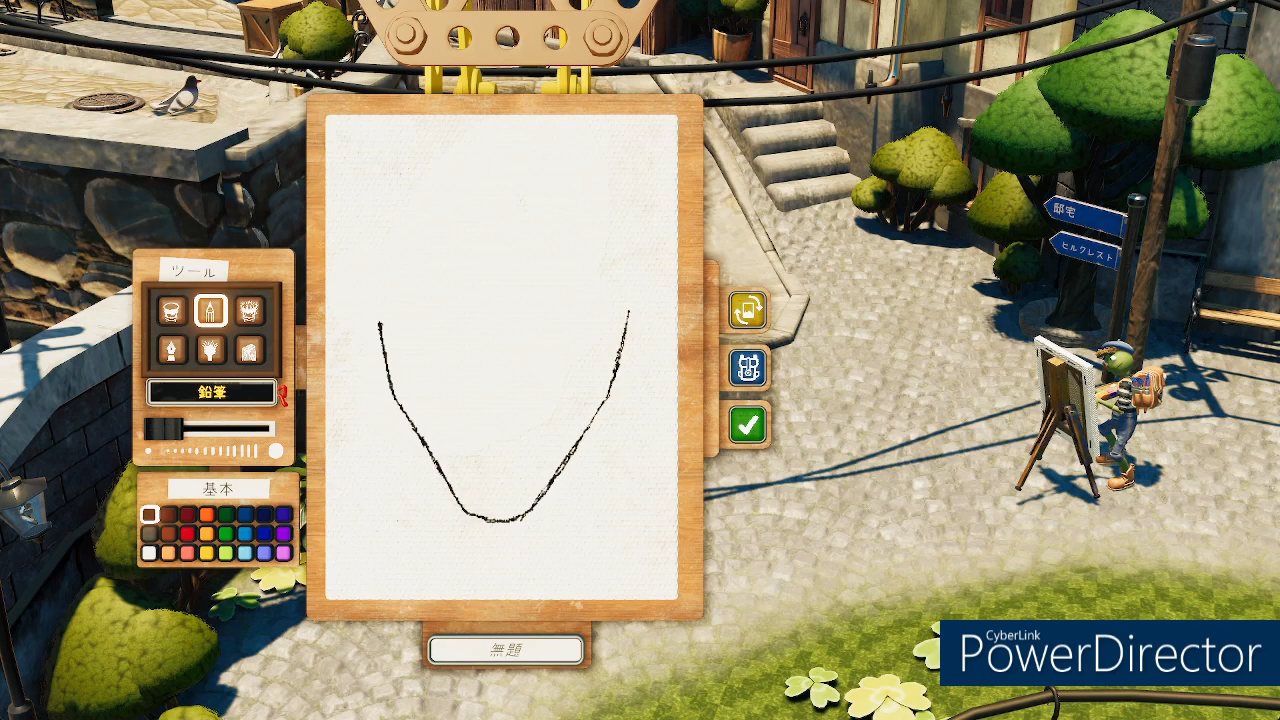 ツール
鉛筆
基本
無題
邸宅
ヒルクレスト
CyberLink
PowerDirector